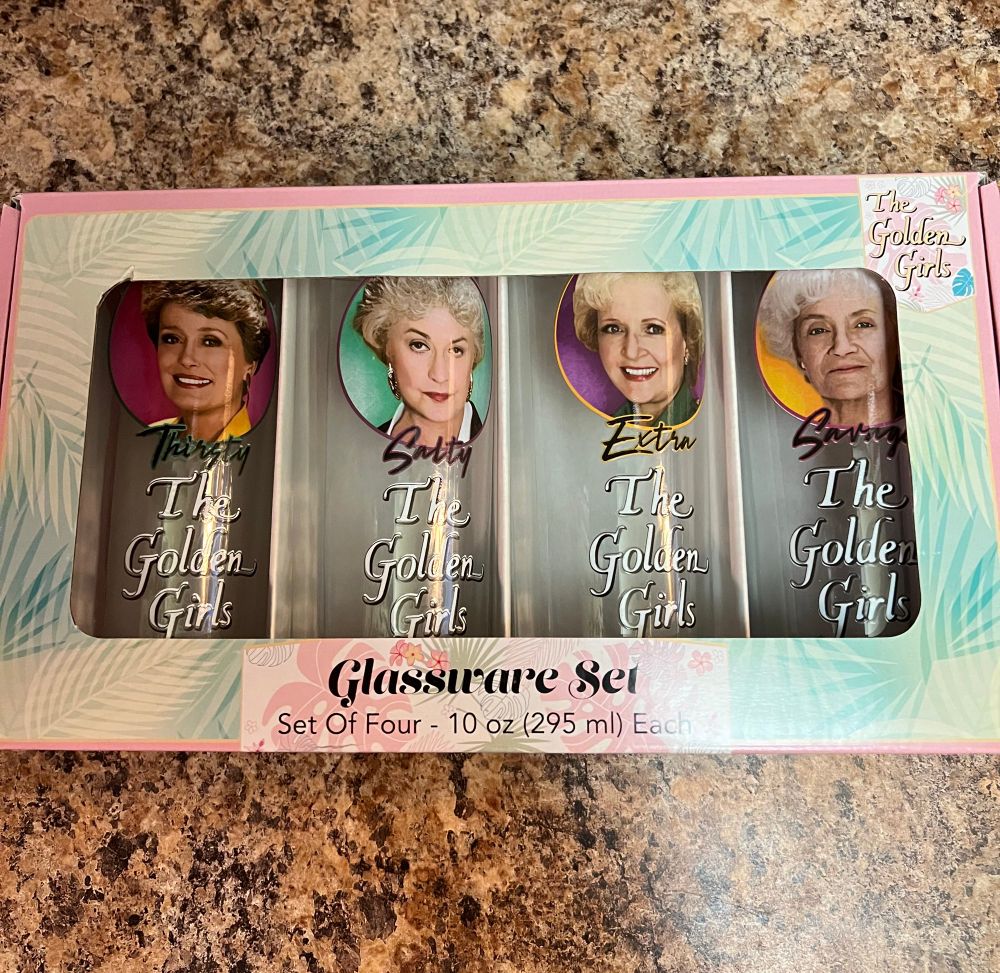 The
Golden
Girls
Thirsty
The
Golden
Girls
Salty
The
Golden
Girls
Extra
The
Golden
Girls
Savag
The
Golden
Girls
Glassware Set
Set Of Four - 10 oz (295 ml) Each